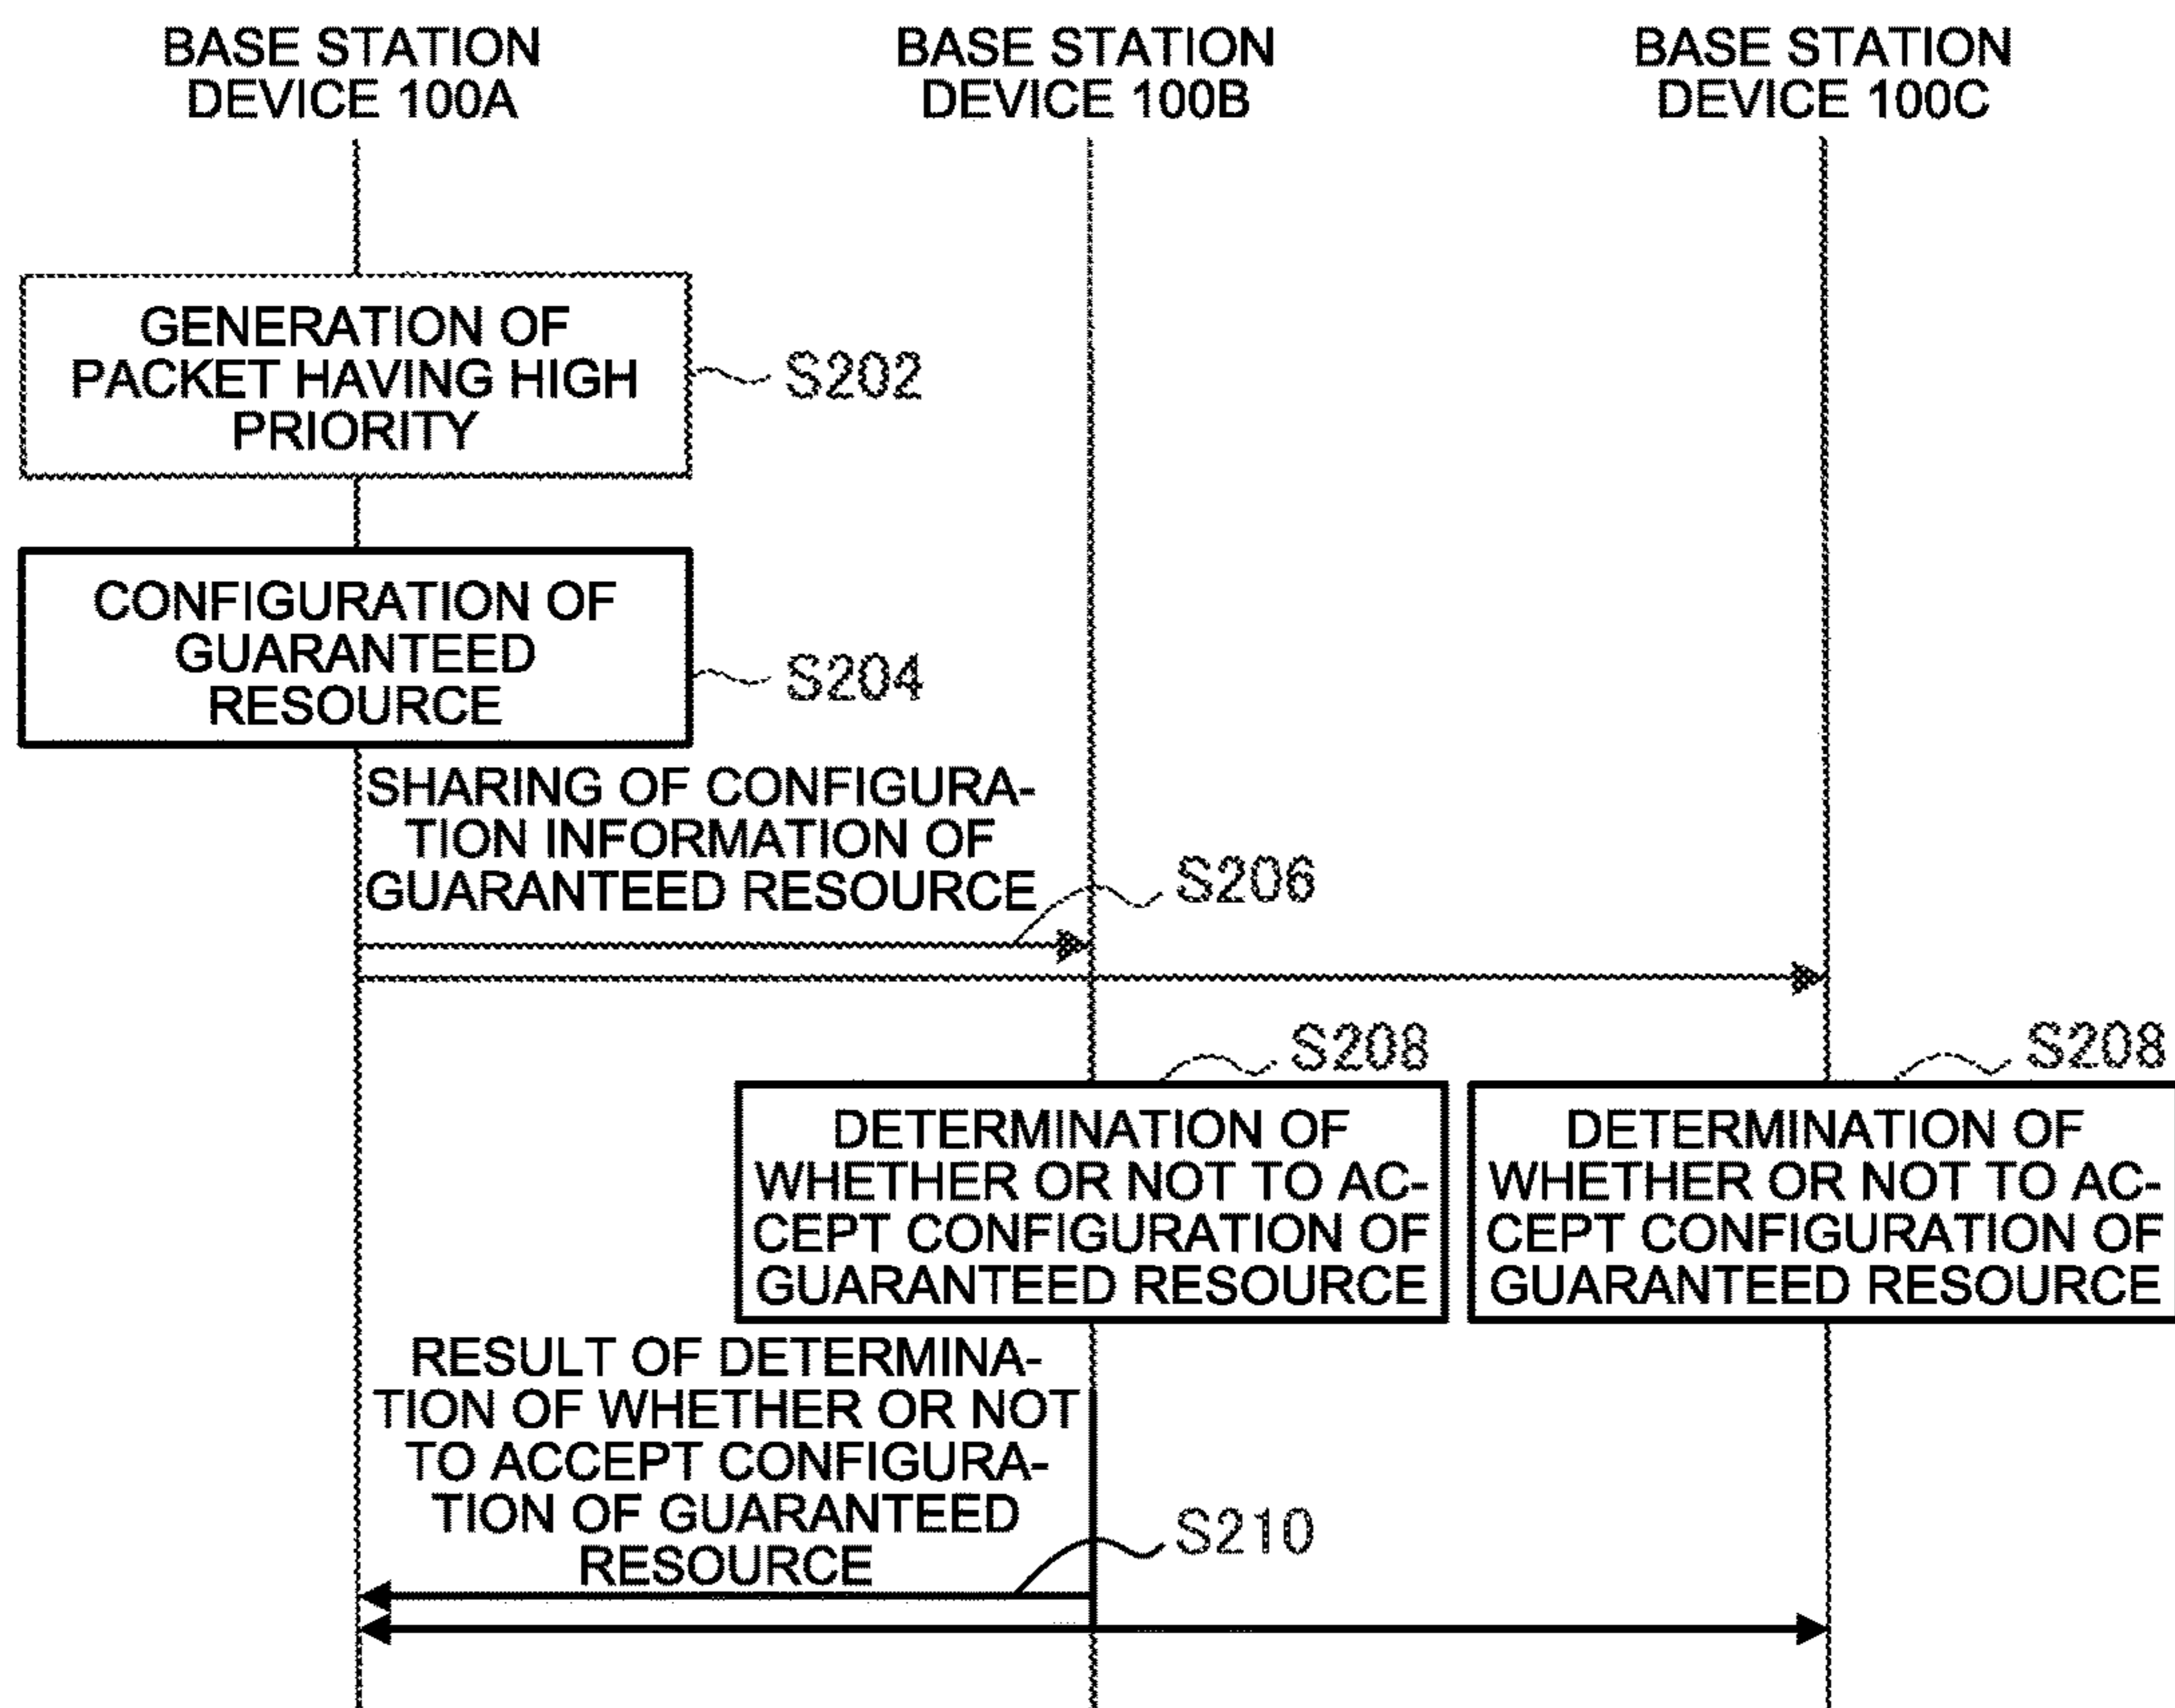 BASE STATION
DEVICE 100A
BASE STATION
DEVICE 100B
BASE STATION
DEVICE 100C
GENERATION OF
PACKET HAVING HIGH
PRIORITY
S202
CONFIGURATION OF
GUARANTEED
RESOURCE
S204
SHARING OF CONFIGURA-
TION INFORMATION OF
GUARANTEED RESOURCE
S206
S208
DETERMINATION OF
WHETHER OR NOT TO AC-
CEPT CONFIGURATION OF
GUARANTEED RESOURCE
S208
DETERMINATION OF
WHETHER OR NOT TO AC-
CEPT CONFIGURATION OF
GUARANTEED RESOURCE
RESULT OF DETERMINA-
TION OF WHETHER OR NOT
TO ACCEPT CONFIGURA-
TION OF GUARANTEED
RESOURCE
S210